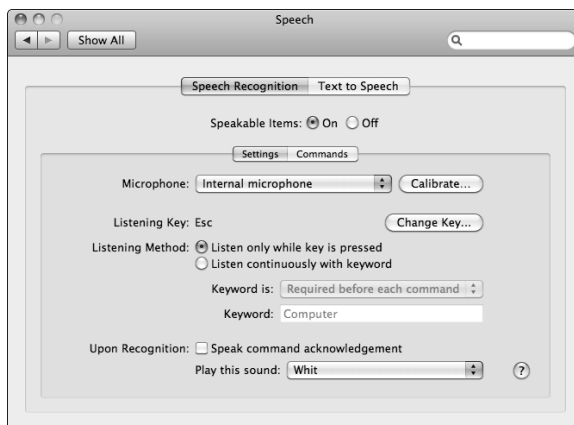 Speech
Show All
Speech Recognition Text to Speech
Speakable Items: On Off
Settings Commands
Microphone: Internal microphone Calibrate...
Listening Key: Esc Change Key...
Listening Method: Listen only while key is pressed
Listen continuously with keyword
Keyword is: Required before each command
Keyword: Computer
Upon Recognition: Speak command acknowledgement
Play this sound: Whit ?